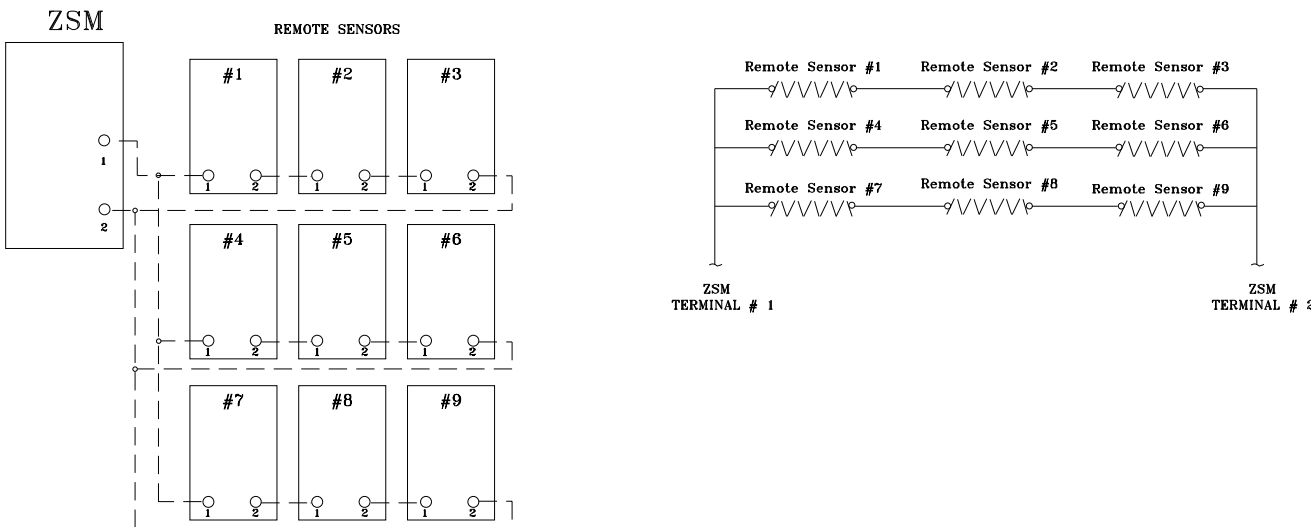 ZSM
REMOTE SENSORS
#1 #2 #3
1
1 2 1 2 1 2
2
#4 #5 #6
1 2 1 2 1 2
#7 #8 #9
1 2 1 2 1 2
Remote Sensor #1 Remote Sensor #2 Remote Sensor #3
Remote Sensor #4 Remote Sensor #5 Remote Sensor #6
Remote Sensor #7 Remote Sensor #8 Remote Sensor #9
ZSM
TERMINAL # 1
ZSM
TERMINAL # 2